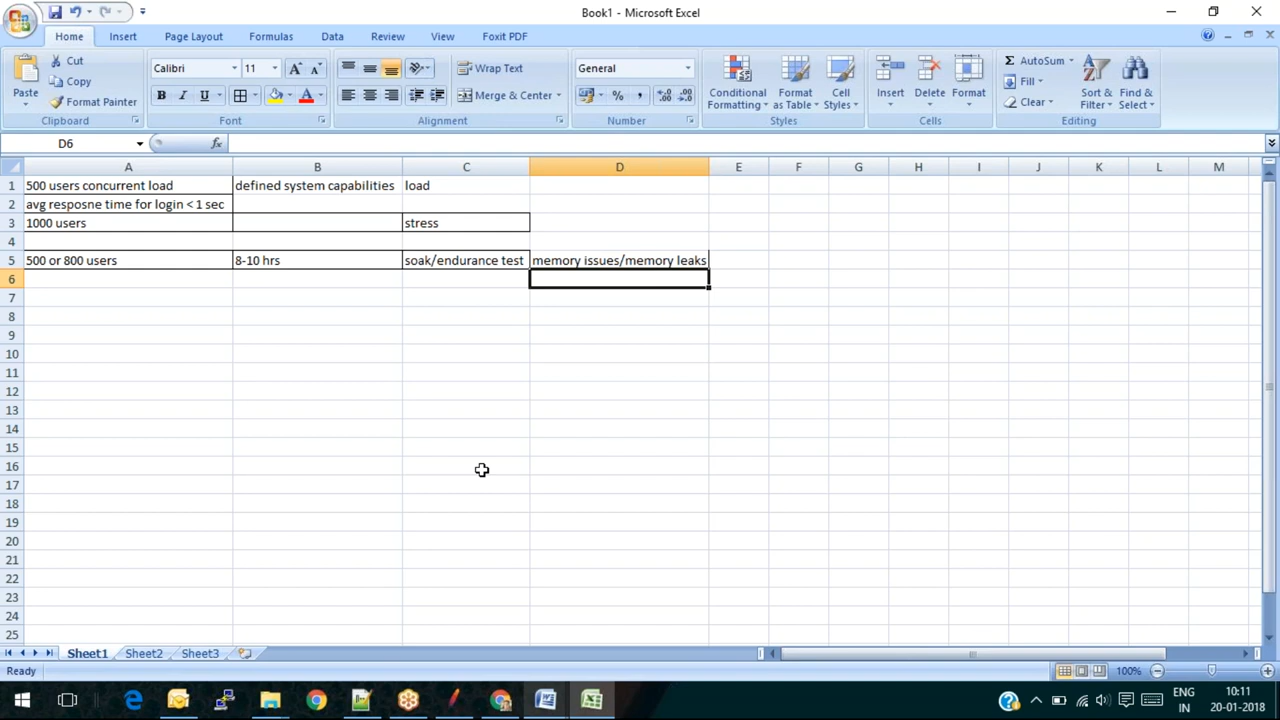 Book1 - Microsoft Excel
Home Insert Page Layout Formulas Data Review View Foxit PDF
Paste Cut Copy Format Painter Clipboard
Calibri 11 A A B I U A Font
Wrap Text Merge & Center Alignment
General % , .0 .00 .00 .0 Number
Conditional Formatting Format as Table Cell Styles Styles
Insert Delete Format Cells
Σ AutoSum Fill Clear Sort & Filter Find & Select Editing
D6 fx
A B C D E F G H I J K L M
1 500 users concurrent load defined system capabilities load
2 avg resposne time for login < 1 sec
3 1000 users stress
4
5 500 or 800 users 8-10 hrs soak/endurance test memory issues/memory leaks
6
7
8
9
10
11
12
13
14
15
16
17
18
19
20
21
22
23
24
25
Sheet1 Sheet2 Sheet3
Ready 100%
ENG 10:11
IN 20-01-2018